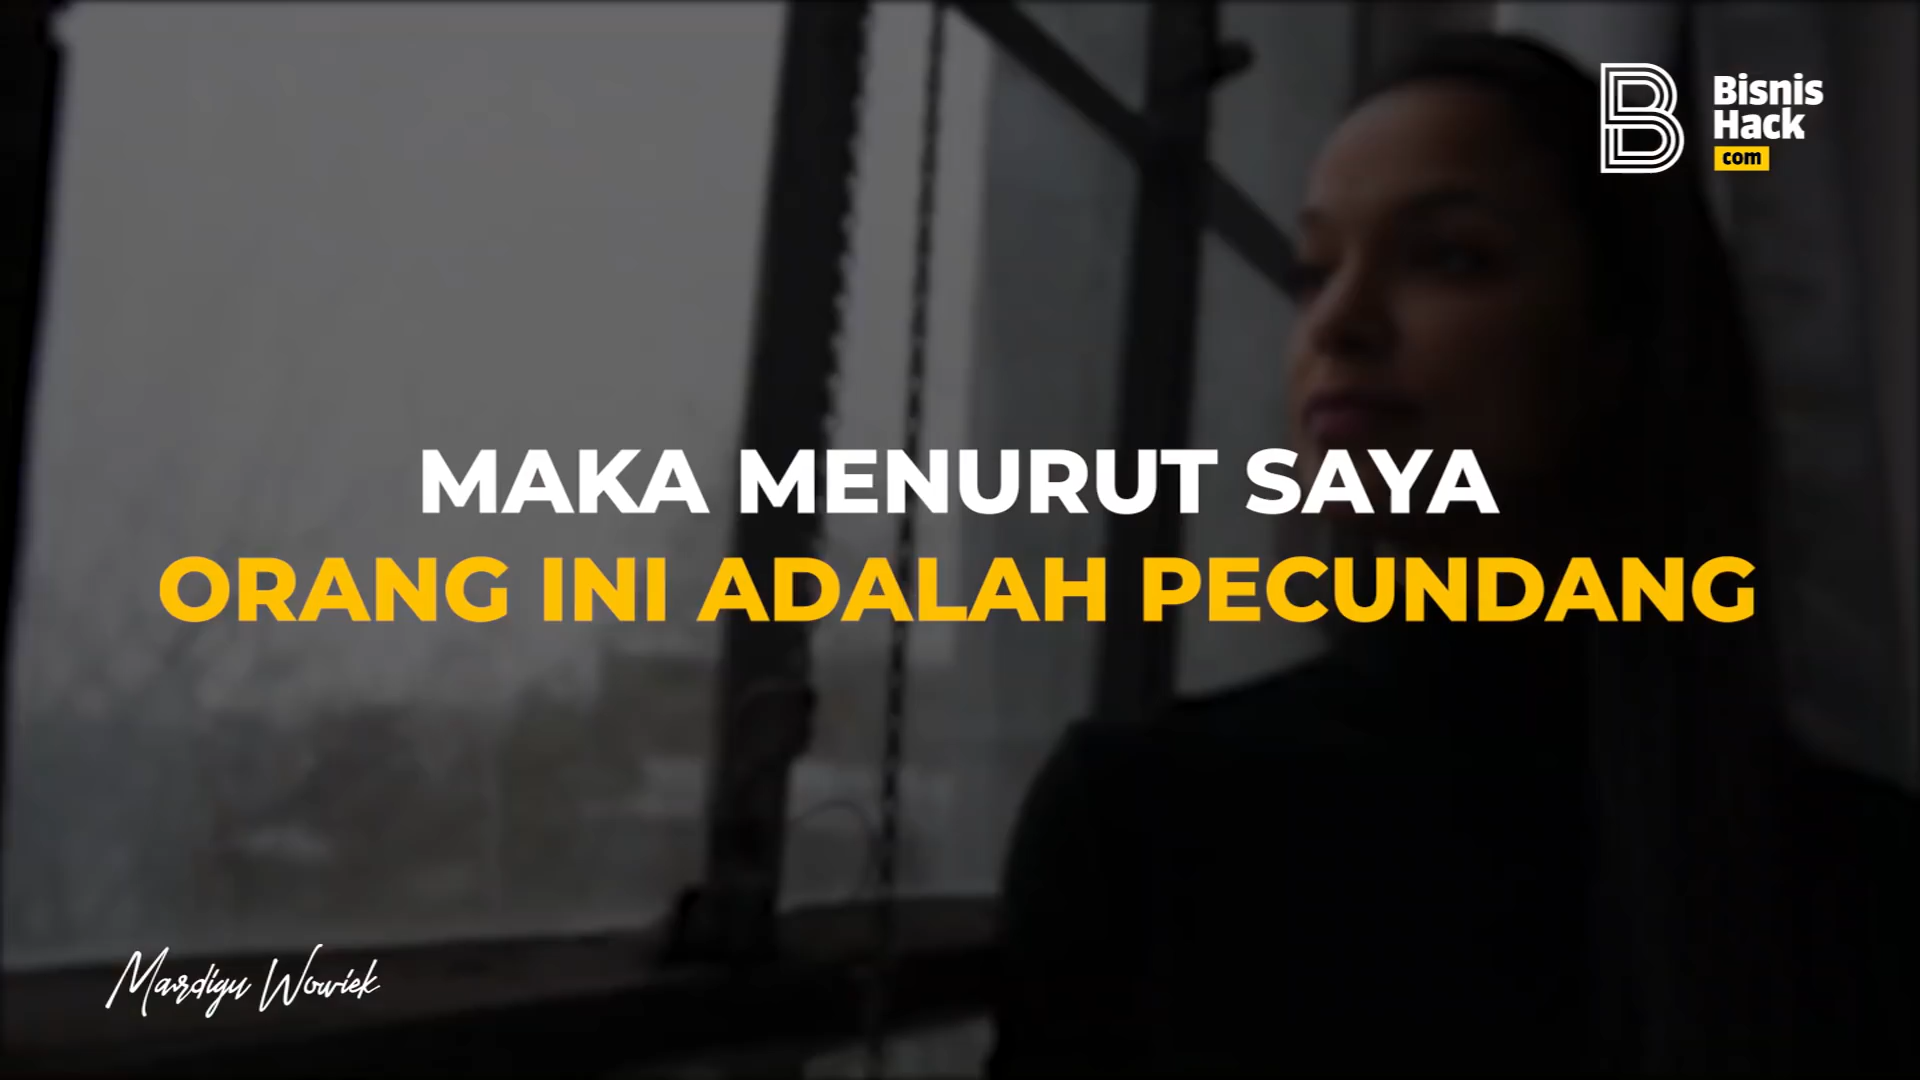 Bisnis
Hack
com
MAKA MENURUT SAYA
ORANG INI ADALAH PECUNDANG
Mardigu Wowiek